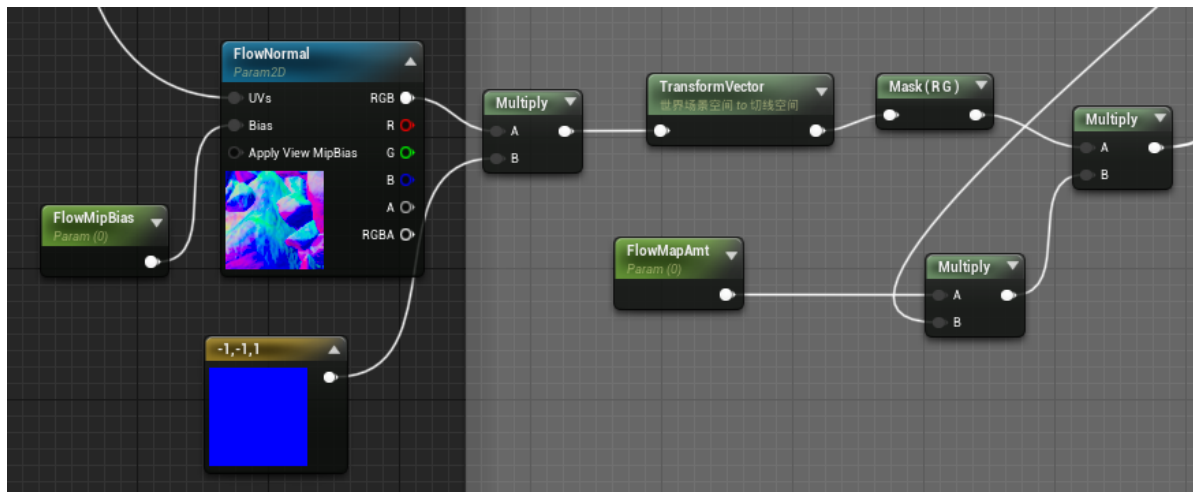 FlowNormal
Param2D
UVs
RGB
Bias
R
Apply View MipBias
G
B
A
RGBA
FlowMipBias
Param (0)
-1,-1,1
Multiply
A
B
TransformVector
世界场景空间 to 切线空间
Mask ( R G )
Multiply
A
B
FlowMapAmt
Param (0)
Multiply
A
B